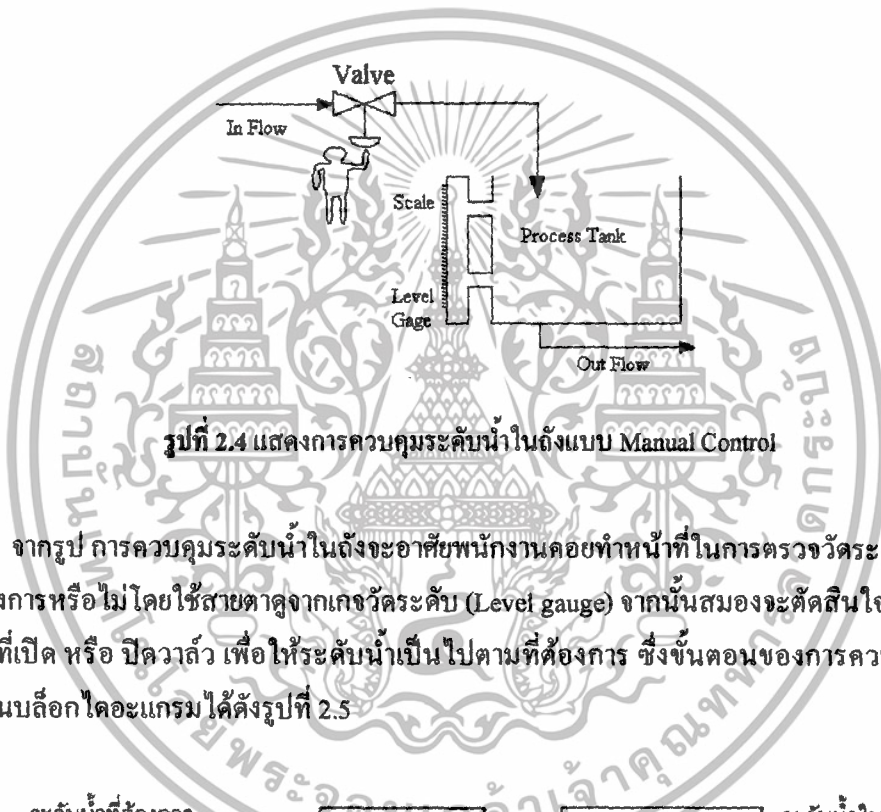 Valve
In Flow
Scale
Process Tank
Level
Gage
Out Flow
รูปที่ 2.4 แสดงการควบคุมระดับน้ำในถังแบบ Manual Control
จากรูป การควบคุมระดับน้ำในถังจะอาศัยพนักงานคอยทำหน้าที่ในการตรวจวัดระ
งการหรือไม่โดยใช้สายตาดูจากเกจวัดระดับ (Level gauge) จากนั้นสมองจะตัดสินใจ
ที่เปิด หรือ ปิดวาล์ว เพื่อให้ระดับน้ำเป็นไปตามที่ต้องการ ซึ่งขั้นตอนของการคว
นบล็อกไดอะแกรมได้ดังรูปที่ 2.5